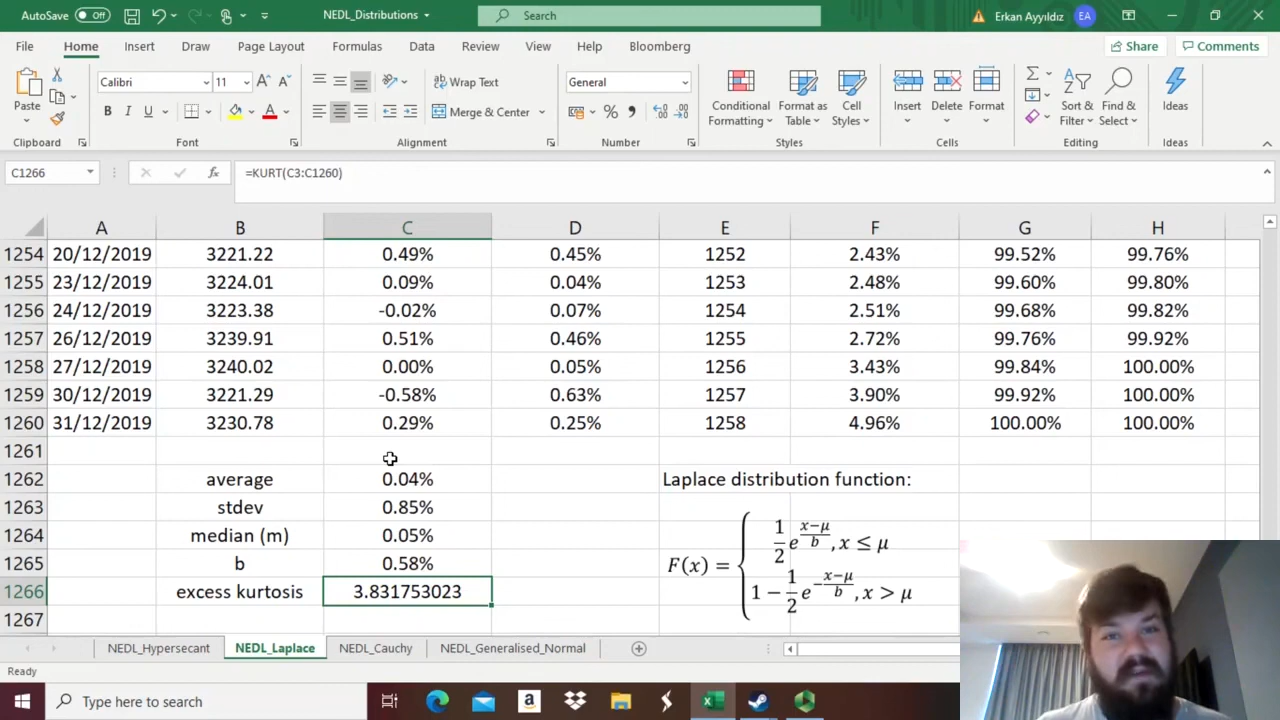 AutoSave Off NEDL_Distributions Search Erkan Ayyıldız EA
File Home Insert Draw Page Layout Formulas Data Review View Help Bloomberg Share Comments
Paste Calibri 11 Wrap Text General Conditional Formatting Format as Table Cell Styles Insert Delete Format Sort & Filter Find & Select Ideas
B I U Merge & Center
Clipboard Font Alignment Number Styles Cells Editing Ideas
C1266 fx =KURT(C3:C1260)
A B C D E F G H
1254 20/12/2019 3221.22 0.49% 0.45% 1252 2.43% 99.52% 99.76%
1255 23/12/2019 3224.01 0.09% 0.04% 1253 2.48% 99.60% 99.80%
1256 24/12/2019 3223.38 -0.02% 0.07% 1254 2.51% 99.68% 99.82%
1257 26/12/2019 3239.91 0.51% 0.46% 1255 2.72% 99.76% 99.92%
1258 27/12/2019 3240.02 0.00% 0.05% 1256 3.43% 99.84% 100.00%
1259 30/12/2019 3221.29 -0.58% 0.63% 1257 3.90% 99.92% 100.00%
1260 31/12/2019 3230.78 0.29% 0.25% 1258 4.96% 100.00% 100.00%
1261
1262 average 0.04% Laplace distribution function:
1263 stdev 0.85%
1264 median (m) 0.05%
1265 b 0.58%
1266 excess kurtosis 3.831753023
1267
F(x) = { 1/2 e^((x−μ)/b), x ≤ μ
1 − 1/2 e^(−(x−μ)/b), x > μ
NEDL_Hypersecant NEDL_Laplace NEDL_Cauchy NEDL_Generalised_Normal
Ready
Type here to search